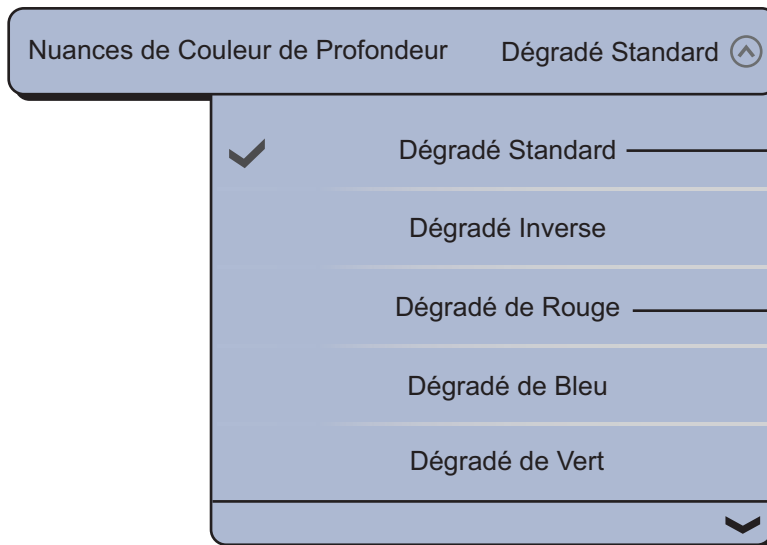 Nuances de Couleur de Profondeur Dégradé Standard
Dégradé Standard
Dégradé Inverse
Dégradé de Rouge
Dégradé de Bleu
Dégradé de Vert